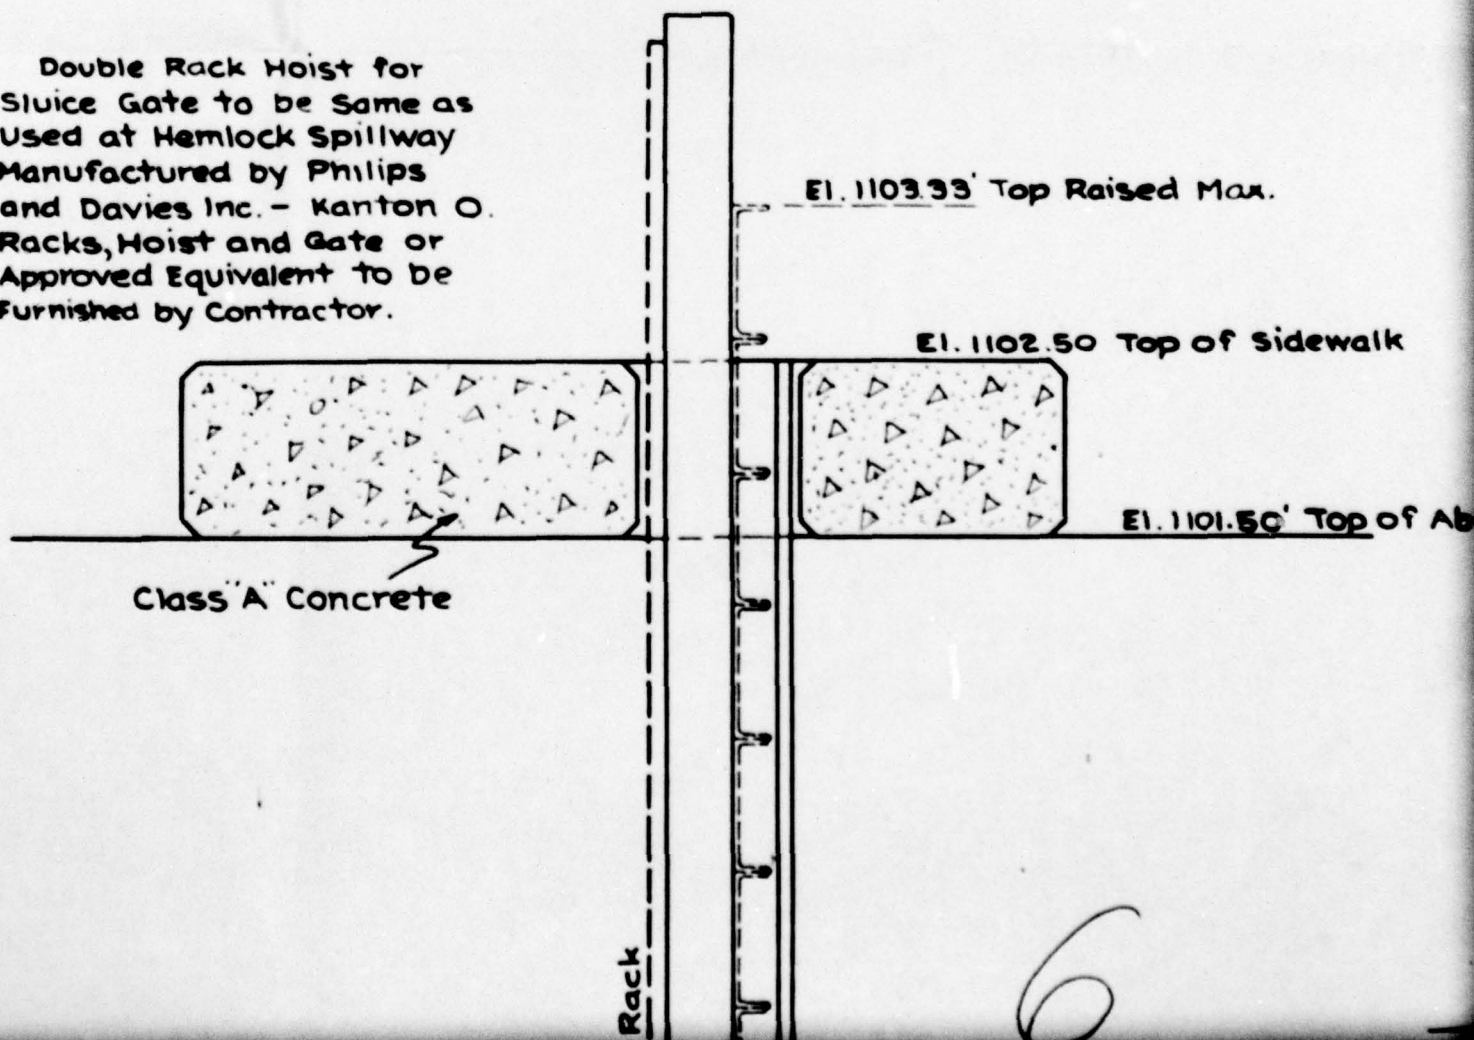 Double Rack Hoist for
Sluice Gate to be Same as
Used at Hemlock Spillway
Manufactured by Philips
and Davies Inc. - Kanton O.
Racks, Hoist and Gate or
Approved Equivalent to be
Furnished by Contractor.
El. 1103.33' Top Raised Max.
El. 1102.50 Top of Sidewalk
El. 1101.50' Top of Ab
Class "A" Concrete
Rack
6